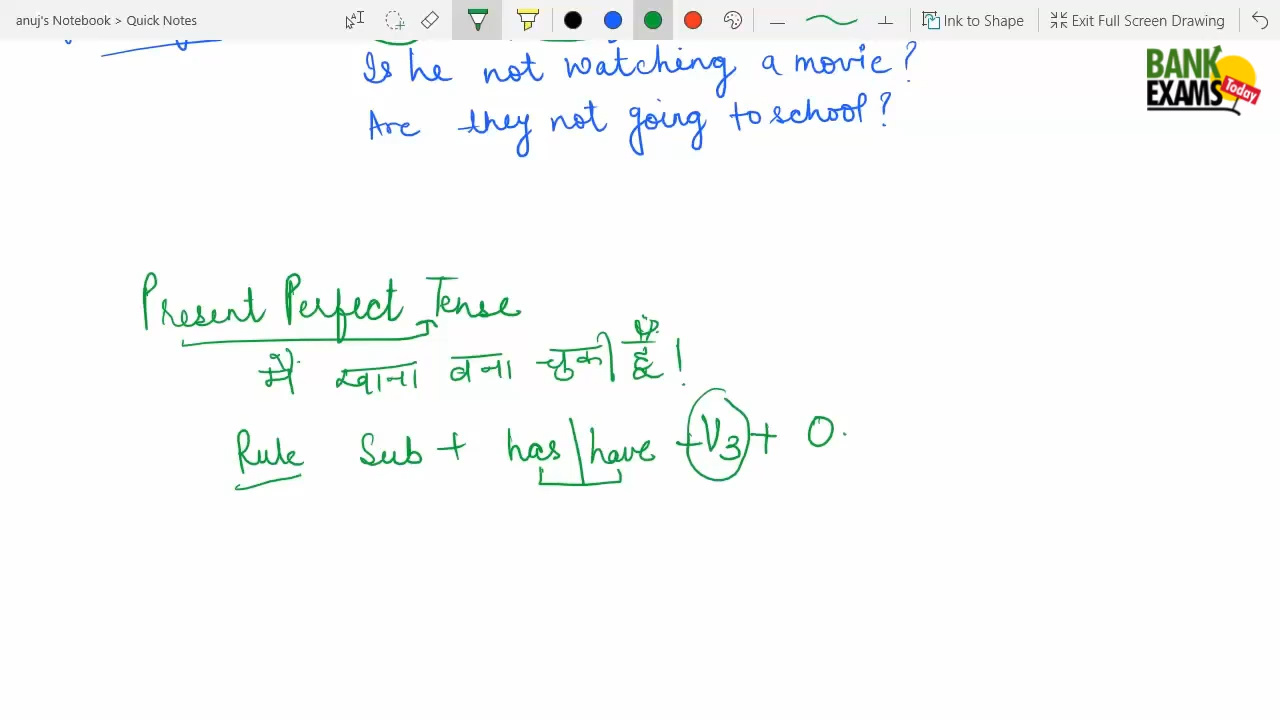 anuj's Notebook > Quick Notes
Ink to Shape
Exit Full Screen Drawing
BANK EXAMS Today
Is he not watching a movie?
Are they not going to school?
Present Perfect Tense
मैं खाना बना चुकी हूँ!
Rule Sub + has/have + V3 + O.